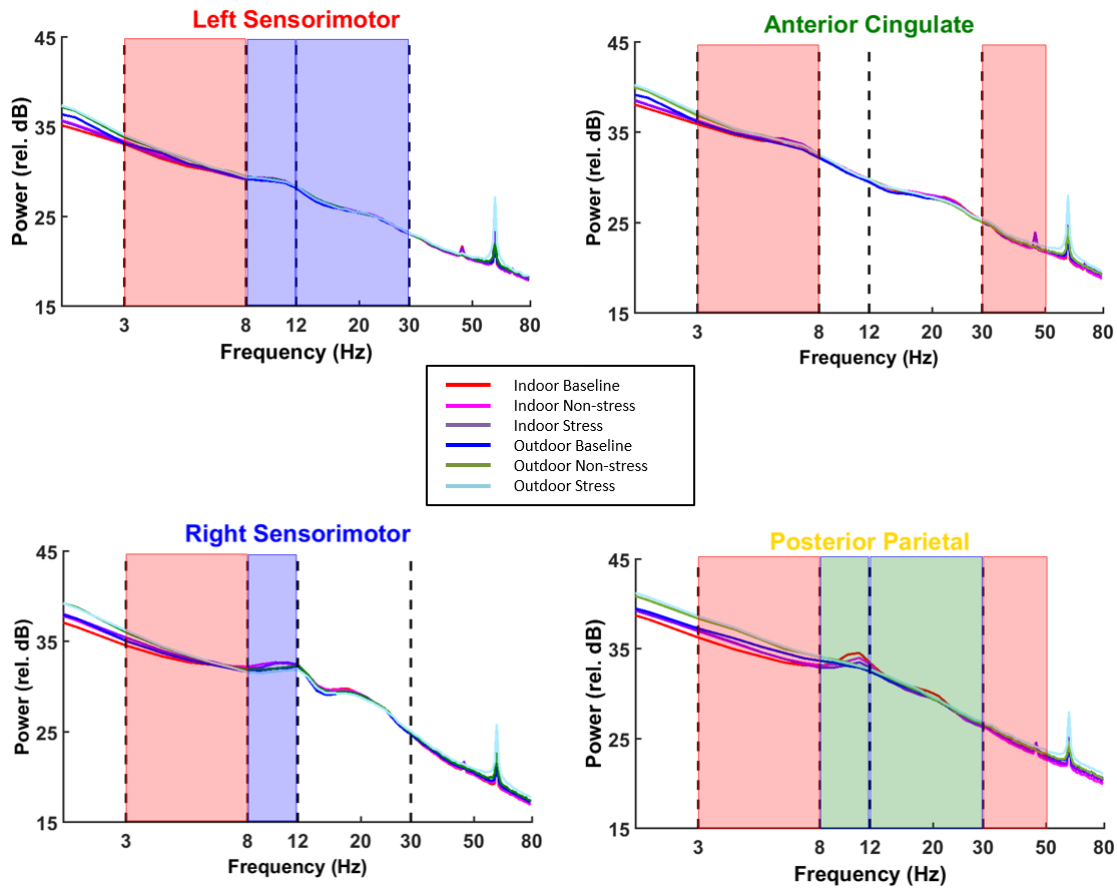 Left Sensorimotor
45
35
25
15
3
8
12
20
30
80
Power (rel. dB)
Frequency (Hz)
Anterior Cingulate
45
35
25
15
3
8
12
20
30
50
80
Power (rel. dB)
Frequency (Hz)
Indoor Baseline
Indoor Non-stress
Indoor Stress
Outdoor Baseline
Outdoor Non-stress
Outdoor Stress
Right Sensorimotor
45
35
25
15
3
8
12
20
30
50
80
Power (rel. dB)
Frequency (Hz)
Posterior Parietal
45
35
25
15
3
8
12
20
30
50
80
Power (rel. dB)
Frequency (Hz)